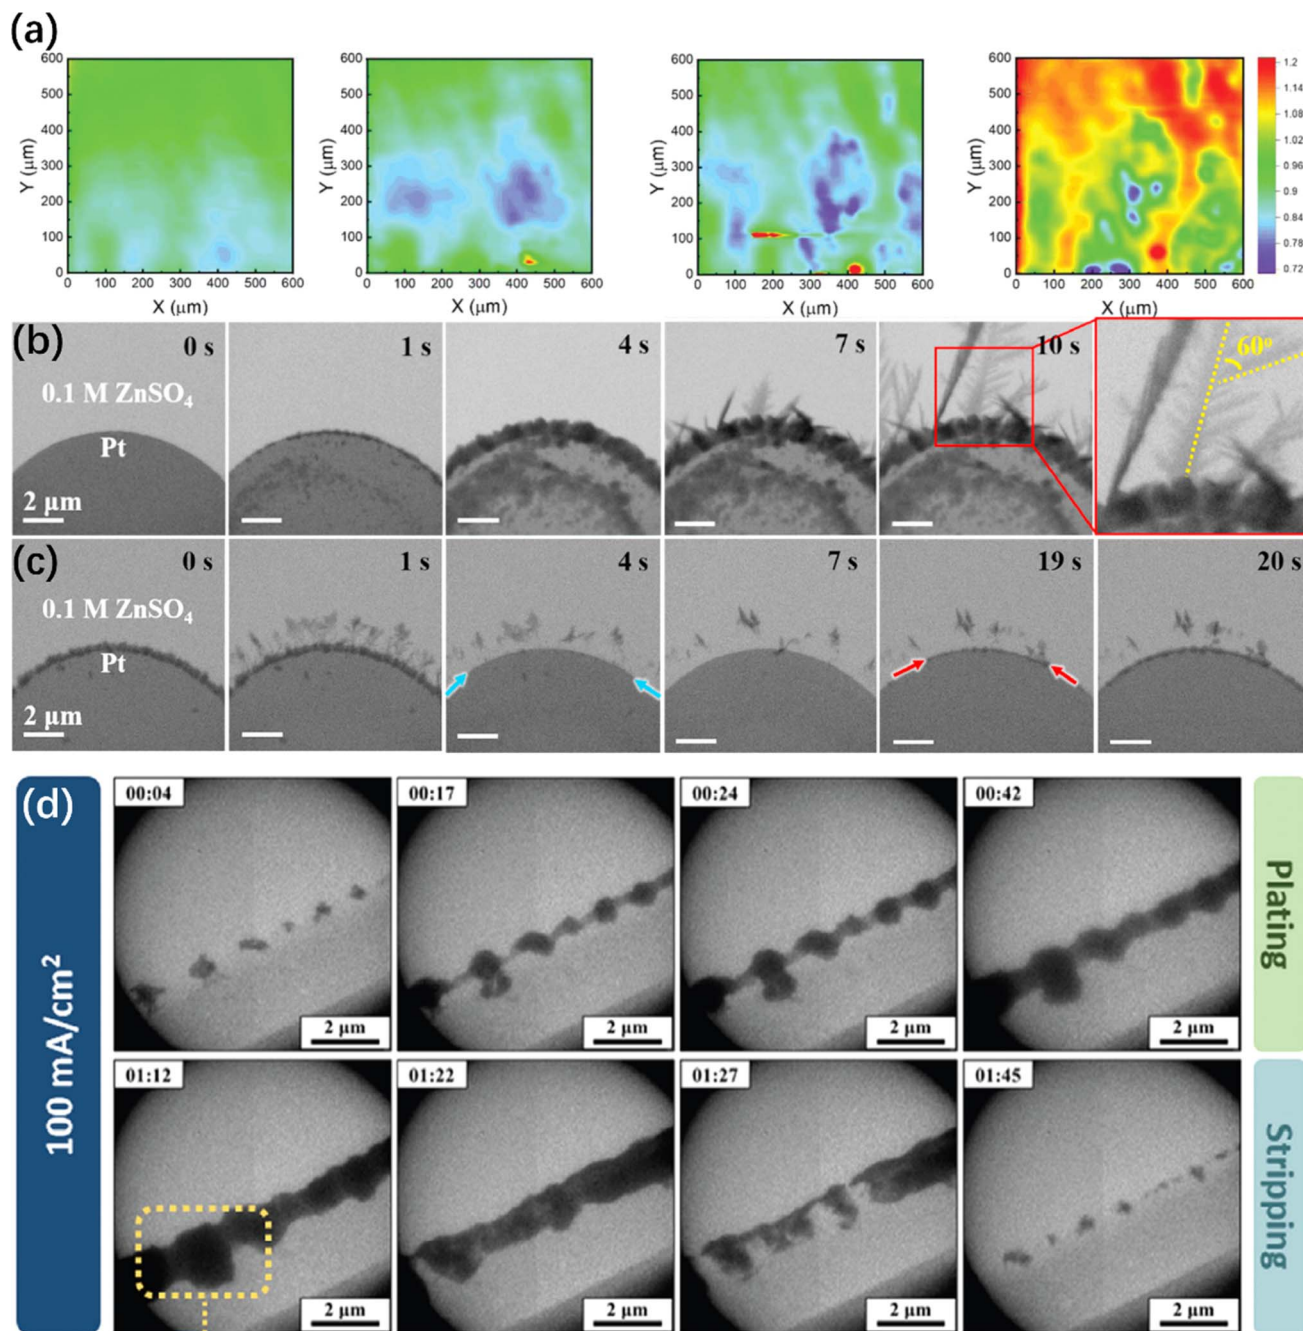 (a)
600
500
400
300
200
100
0
Y (μm)
0 100 200 300 400 500 600
X (μm)
600
500
400
300
200
100
0
Y (μm)
0 100 200 300 400 500 600
X (μm)
600
500
400
300
200
100
0
Y (μm)
0 100 200 300 400 500 600
X (μm)
600
500
400
300
200
100
0
Y (μm)
0 100 200 300 400 500 600
X (μm)
1.2
1.14
1.08
1.02
0.96
0.9
0.84
0.78
0.72
(b)
0 s
1 s
4 s
7 s
10 s
60°
0.1 M ZnSO4
Pt
2 μm
(c)
0 s
1 s
4 s
7 s
19 s
20 s
0.1 M ZnSO4
Pt
2 μm
(d)
100 mA/cm²
00:04
2 μm
00:17
2 μm
00:24
2 μm
00:42
2 μm
Plating
01:12
2 μm
01:22
2 μm
01:27
2 μm
01:45
2 μm
Stripping